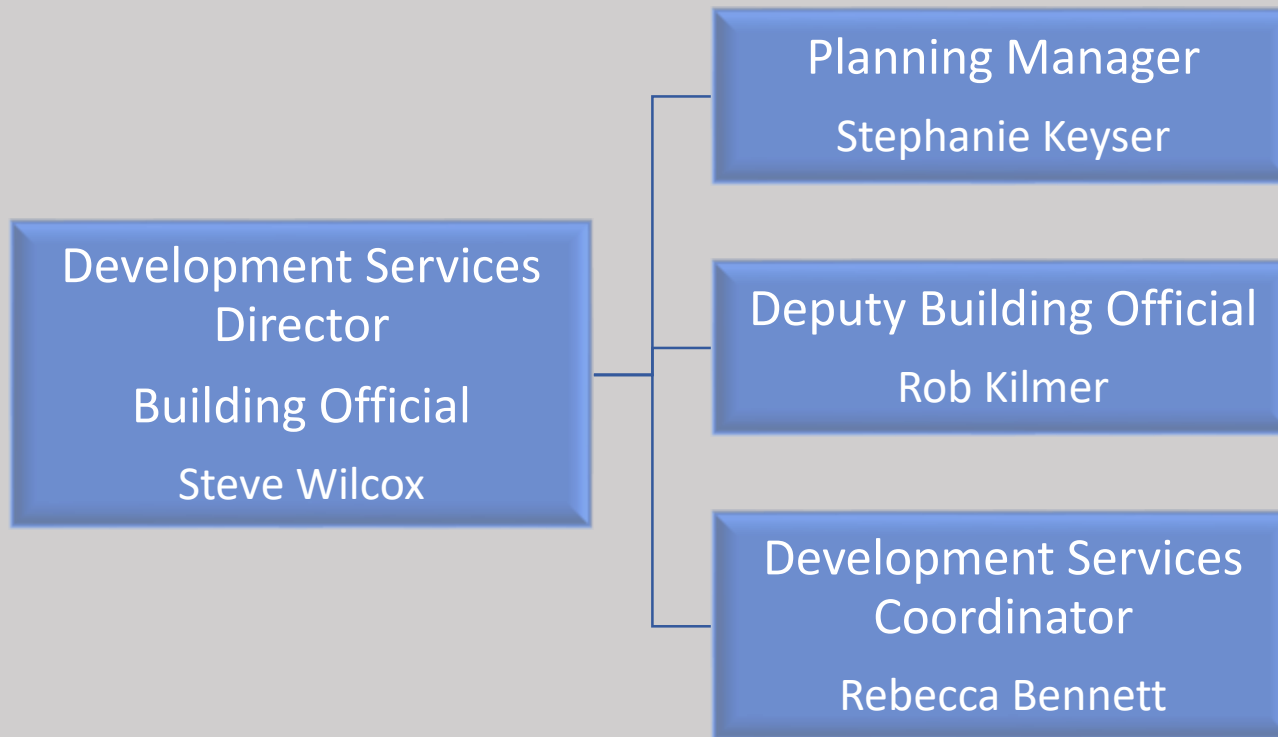 Planning Manager
Stephanie Keyser
Development Services
Director
Building Official
Steve Wilcox
Deputy Building Official
Rob Kilmer
Development Services
Coordinator
Rebecca Bennett